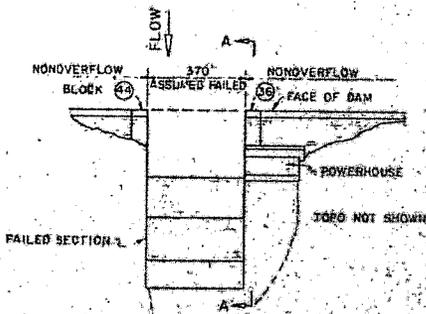 FLOW
A
370'
NONOVERFLOW
NONOVERFLOW
ASSUMED FAILED
BLOCK 44
36 FACE OF DAM
POWERHOUSE
TOPO NOT SHOWN
FAILED SECTION
A